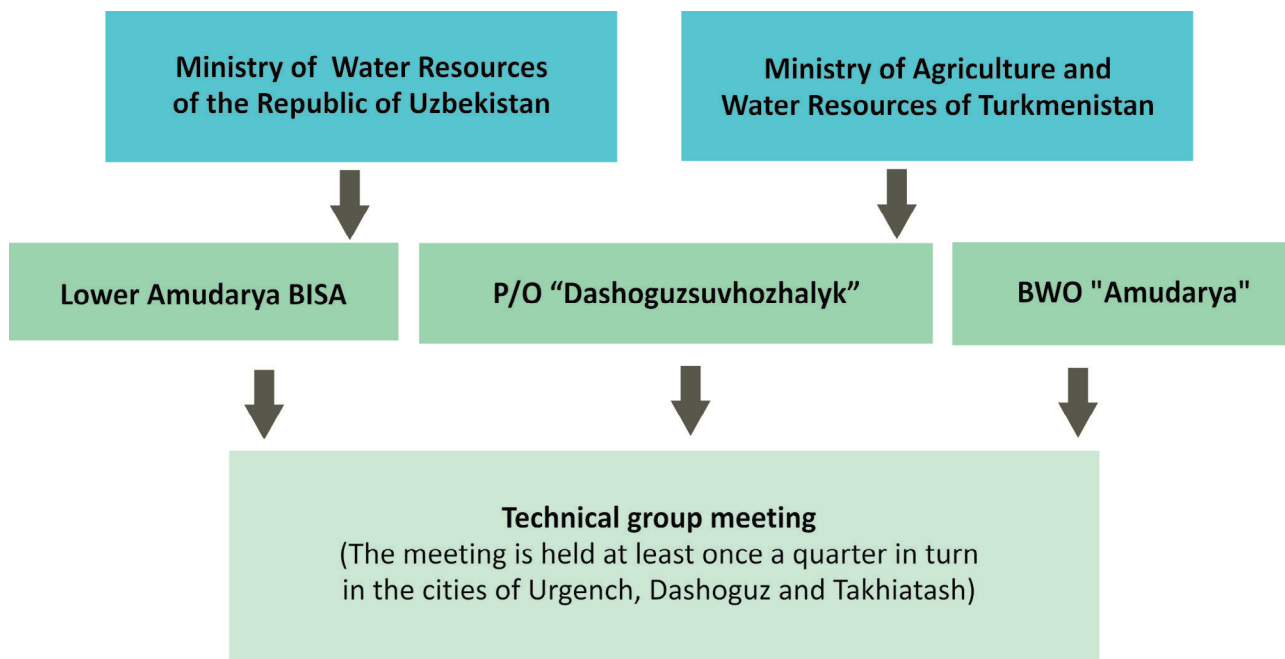 Ministry of Water Resources
of the Republic of Uzbekistan
Ministry of Agriculture and
Water Resources of Turkmenistan
Lower Amudarya BISA
P/O “Dashoguzsuvhozhalyk”
BWO "Amudarya"
Technical group meeting
(The meeting is held at least once a quarter in turn
in the cities of Urgench, Dashoguz and Takhiatash)